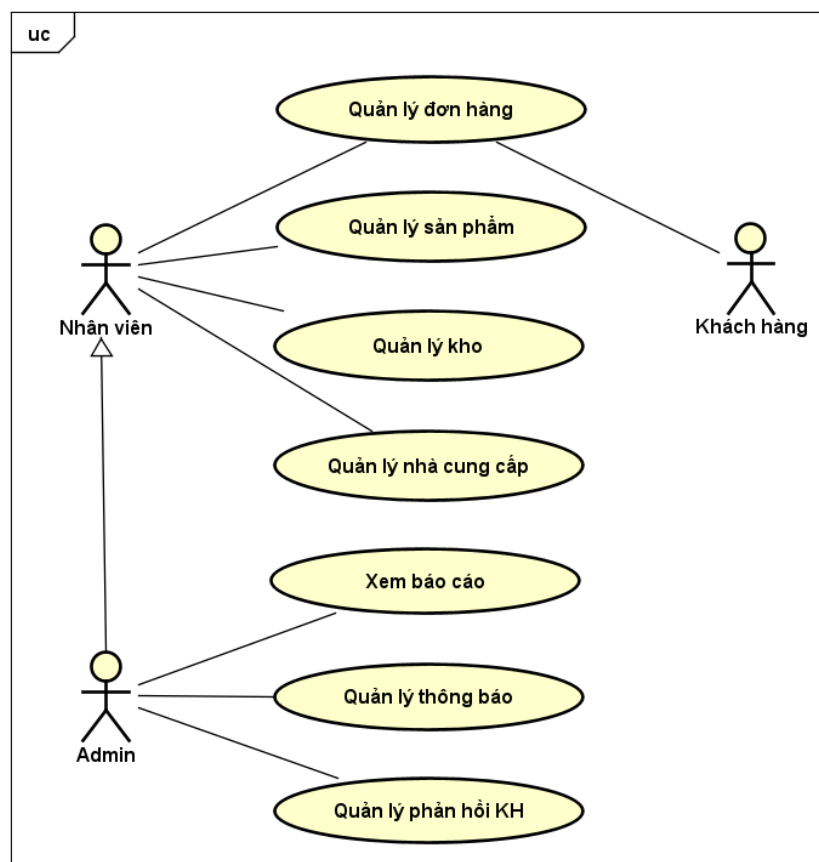 uc
Quản lý đơn hàng
Quản lý sản phẩm
Nhân viên
Khách hàng
Quản lý kho
Quản lý nhà cung cấp
Xem báo cáo
Quản lý thông báo
Admin
Quản lý phản hồi KH